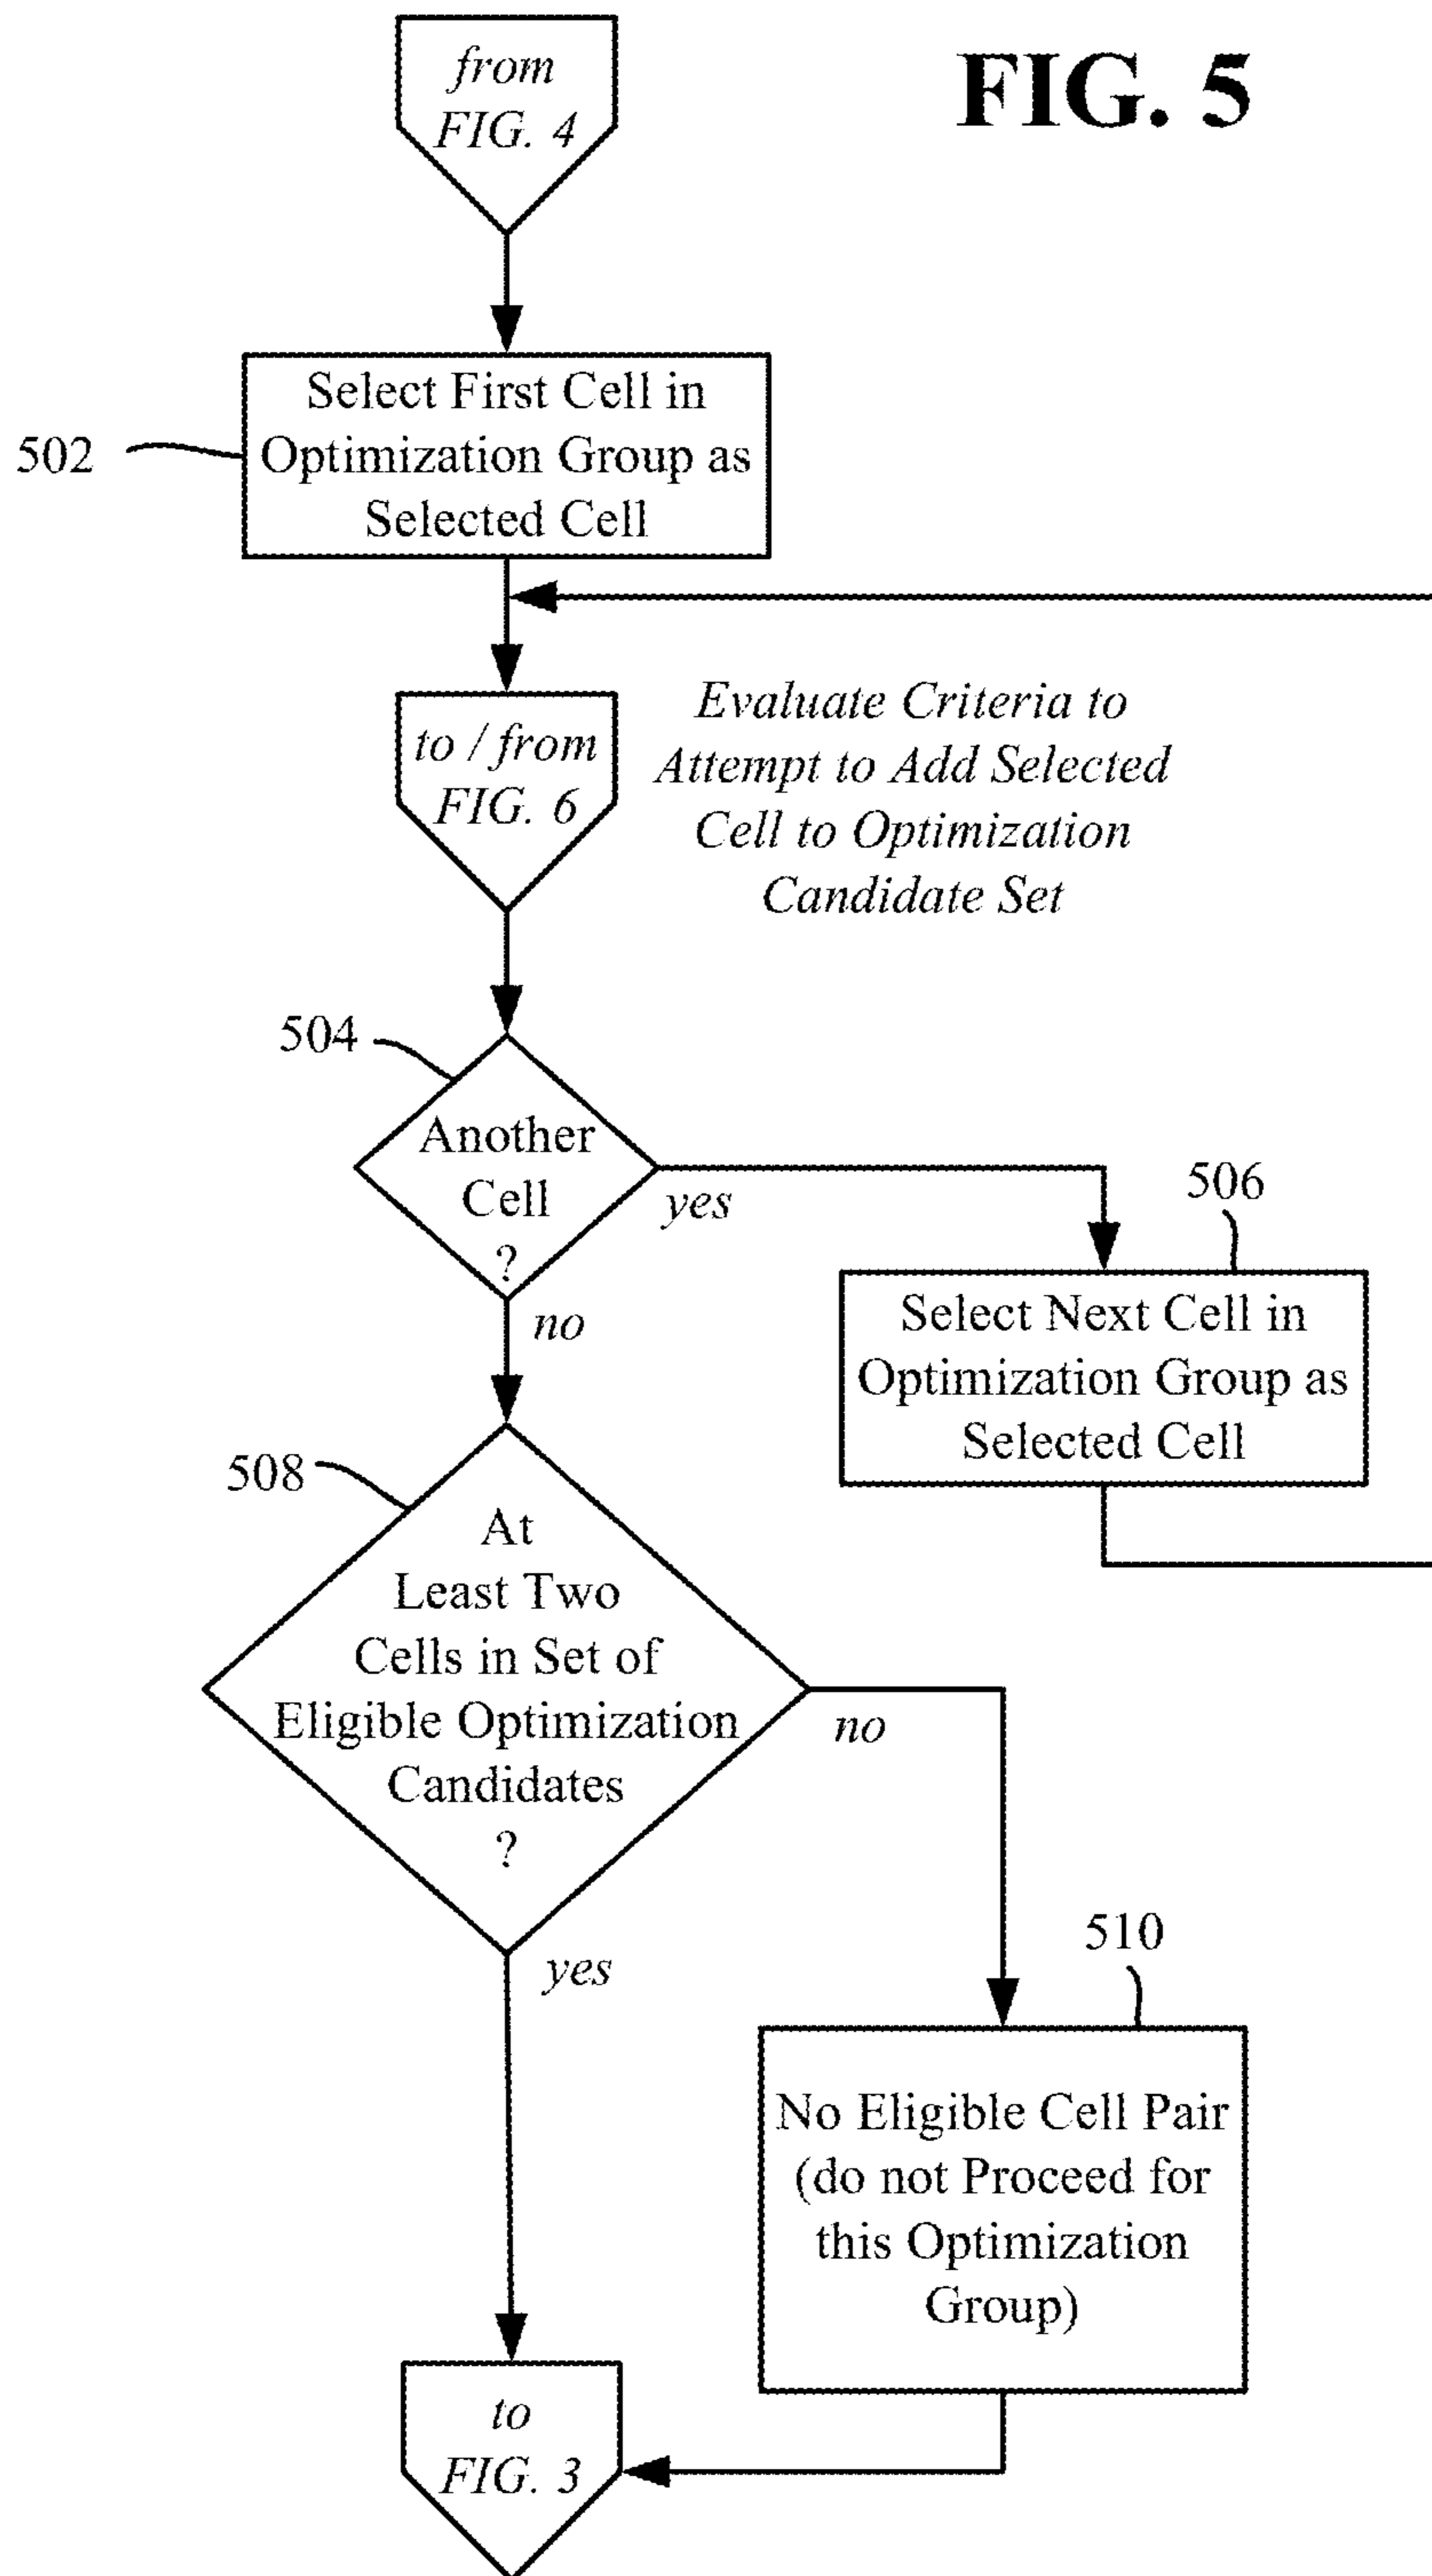 from
FIG. 4
FIG. 5
502
Select First Cell in
Optimization Group as
Selected Cell
to / from
FIG. 6
Evaluate Criteria to
Attempt to Add Selected
Cell to Optimization
Candidate Set
504
Another
Cell
?
yes
no
506
Select Next Cell in
Optimization Group as
Selected Cell
508
At
Least Two
Cells in Set of
Eligible Optimization
Candidates
?
no
yes
510
No Eligible Cell Pair
(do not Proceed for
this Optimization
Group)
to
FIG. 3